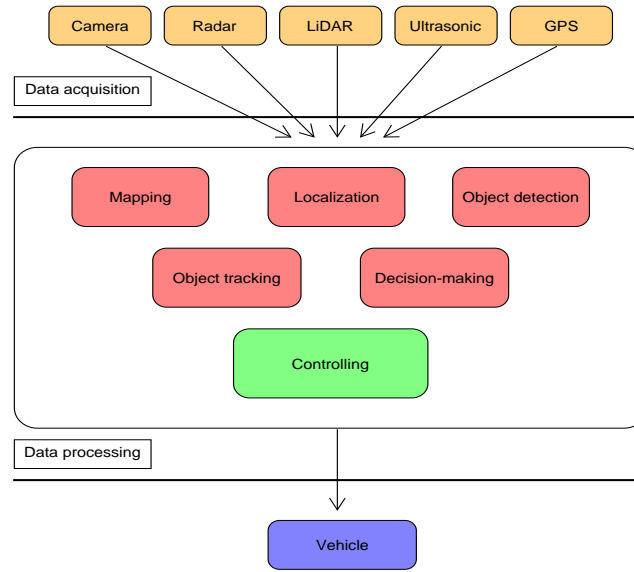 Camera
Radar
LiDAR
Ultrasonic
GPS
Data acquisition
Mapping
Localization
Object detection
Object tracking
Decision-making
Controlling
Data processing
Vehicle